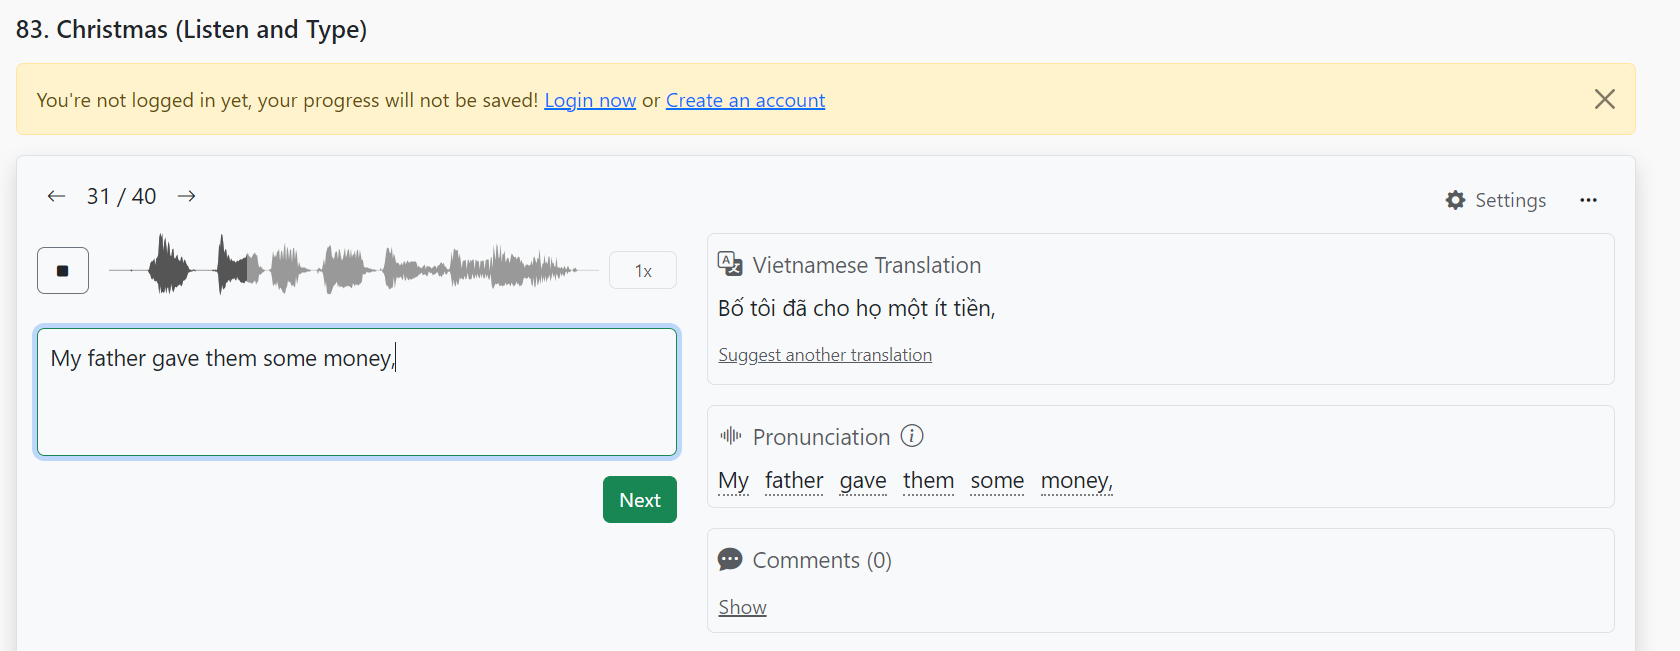 83. Christmas (Listen and Type)
You're not logged in yet, your progress will not be saved! Login now or Create an account
31 / 40
Settings
1x
My father gave them some money,
Next
Vietnamese Translation
Bố tôi đã cho họ một ít tiền,
Suggest another translation
Pronunciation
My father gave them some money,
Comments (0)
Show